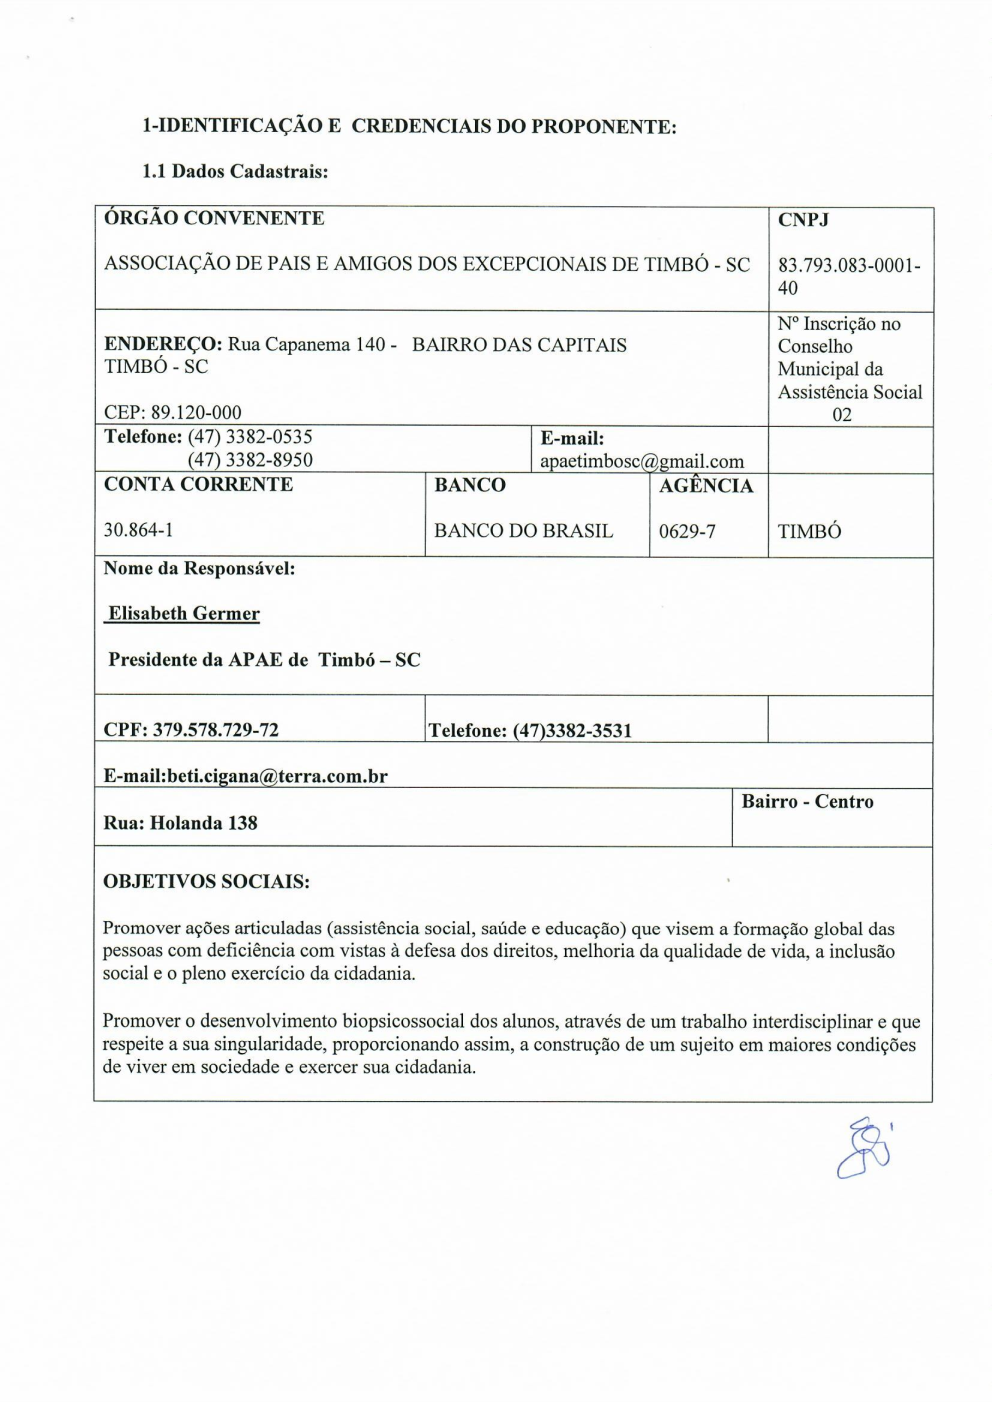 1-IDENTIFICAÇÃO E CREDENCIAIS DO PROPONENTE:
1.1 Dados Cadastrais:
ÓRGÃO CONVENENTE
ASSOCIAÇÃO DE PAIS E AMIGOS DOS EXCEPCIONAIS DE TIMBÓ - SC
CNPJ
83.793.083-0001-
40
ENDEREÇO: Rua Capanema 140 - BAIRRO DAS CAPITAIS
TIMBÓ - SC
CEP: 89.120-000
Nº Inscrição no
Conselho
Municipal da
Assistência Social
02
Telefone: (47) 3382-0535
(47) 3382-8950
E-mail:
apaetimbosc@gmail.com
CONTA CORRENTE
30.864-1
BANCO
BANCO DO BRASIL
AGÊNCIA
0629-7
TIMBÓ
Nome da Responsável:
Elisabeth Germer
Presidente da APAE de Timbó – SC
CPF: 379.578.729-72
Telefone: (47)3382-3531
E-mail:beti.cigana@terra.com.br
Rua: Holanda 138
Bairro - Centro
OBJETIVOS SOCIAIS:
Promover ações articuladas (assistência social, saúde e educação) que visem a formação global das
pessoas com deficiência com vistas à defesa dos direitos, melhoria da qualidade de vida, a inclusão
social e o pleno exercício da cidadania.
Promover o desenvolvimento biopsicossocial dos alunos, através de um trabalho interdisciplinar e que
respeite a sua singularidade, proporcionando assim, a construção de um sujeito em maiores condições
de viver em sociedade e exercer sua cidadania.